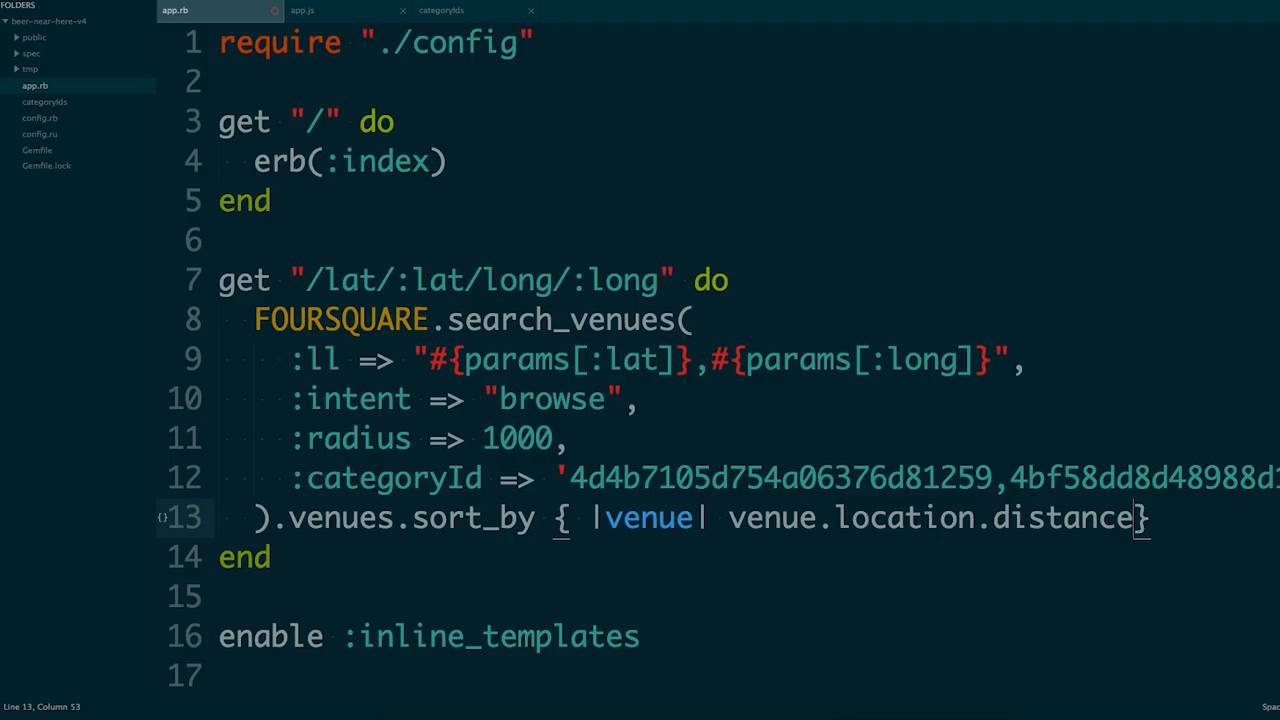 FOLDERS
beer-near-here-v4
public
spec
tmp
app.rb
categoryIds
config.rb
config.ru
Gemfile
Gemfile.lock
app.rb app.js categoryIds
1 require "./config"
2
3 get "/" do
4 erb(:index)
5 end
6
7 get "/lat/:lat/long/:long" do
8 FOURSQUARE.search_venues(
9 :ll => "#{params[:lat]},#{params[:long]}",
10 :intent => "browse",
11 :radius => 1000,
12 :categoryId => '4d4b7105d754a06376d81259,4bf58dd8d48988d1
13 ).venues.sort_by { |venue| venue.location.distance}
14 end
15
16 enable :inline_templates
17
Line 13, Column 53
Spac